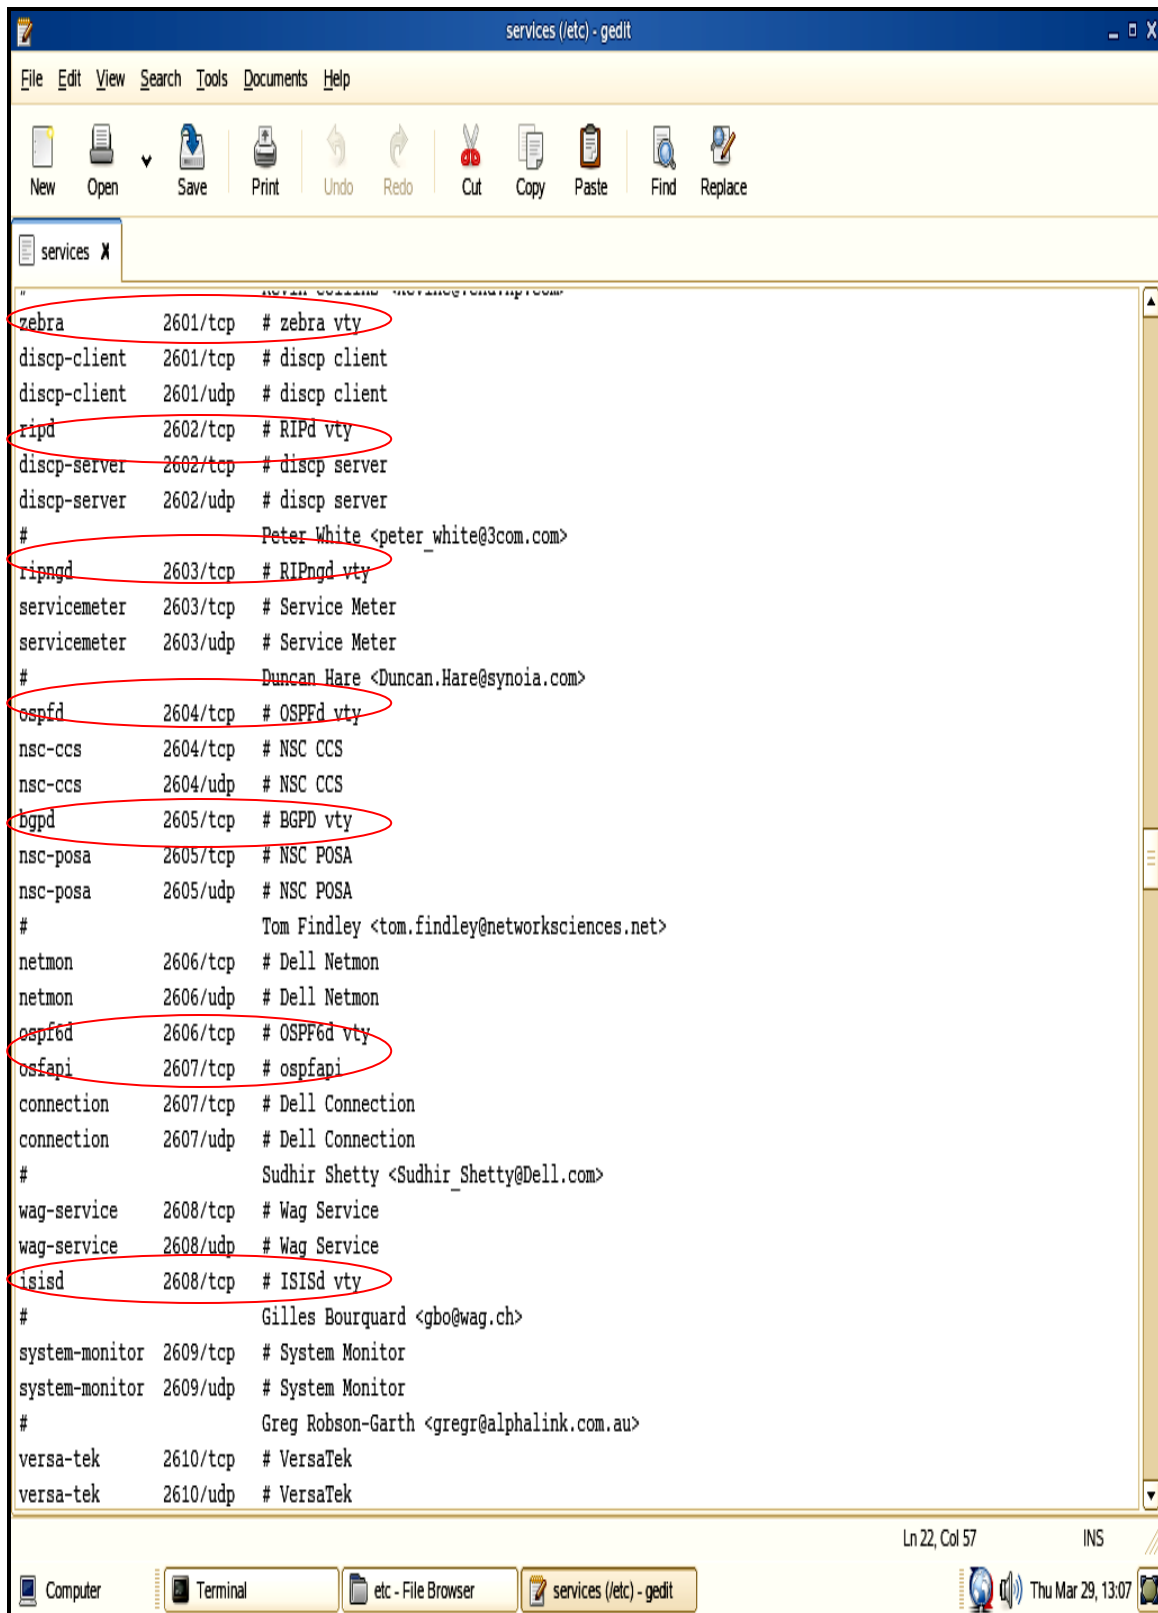 services (/etc) - gedit
File Edit View Search Tools Documents Help
New Open Save Print Undo Redo Cut Copy Paste Find Replace
services
zebra 2601/tcp # zebra vty
discp-client 2601/tcp # discp client
discp-client 2601/udp # discp client
ripd 2602/tcp # RIPd vty
discp-server 2602/tcp # discp server
discp-server 2602/udp # discp server
# Peter White <peter_white@3com.com>
ripngd 2603/tcp # RIPngd vty
servicemeter 2603/tcp # Service Meter
servicemeter 2603/udp # Service Meter
# Duncan Hare <Duncan.Hare@synoia.com>
ospfd 2604/tcp # OSPFd vty
nsc-ccs 2604/tcp # NSC CCS
nsc-ccs 2604/udp # NSC CCS
bgpd 2605/tcp # BGPD vty
nsc-posa 2605/tcp # NSC POSA
nsc-posa 2605/udp # NSC POSA
# Tom Findley <tom.findley@networksciences.net>
netmon 2606/tcp # Dell Netmon
netmon 2606/udp # Dell Netmon
ospf6d 2606/tcp # OSPF6d vty
osfapi 2607/tcp # ospfapi
connection 2607/tcp # Dell Connection
connection 2607/udp # Dell Connection
# Sudhir Shetty <Sudhir_Shetty@Dell.com>
wag-service 2608/tcp # Wag Service
wag-service 2608/udp # Wag Service
isisd 2608/tcp # ISISd vty
# Gilles Bourquard <gbo@wag.ch>
system-monitor 2609/tcp # System Monitor
system-monitor 2609/udp # System Monitor
# Greg Robson-Garth <gregr@alphalink.com.au>
versa-tek 2610/tcp # VersaTek
versa-tek 2610/udp # VersaTek
Ln 22, Col 57 INS
Computer Terminal etc - File Browser services (/etc) - gedit Thu Mar 29, 13:07